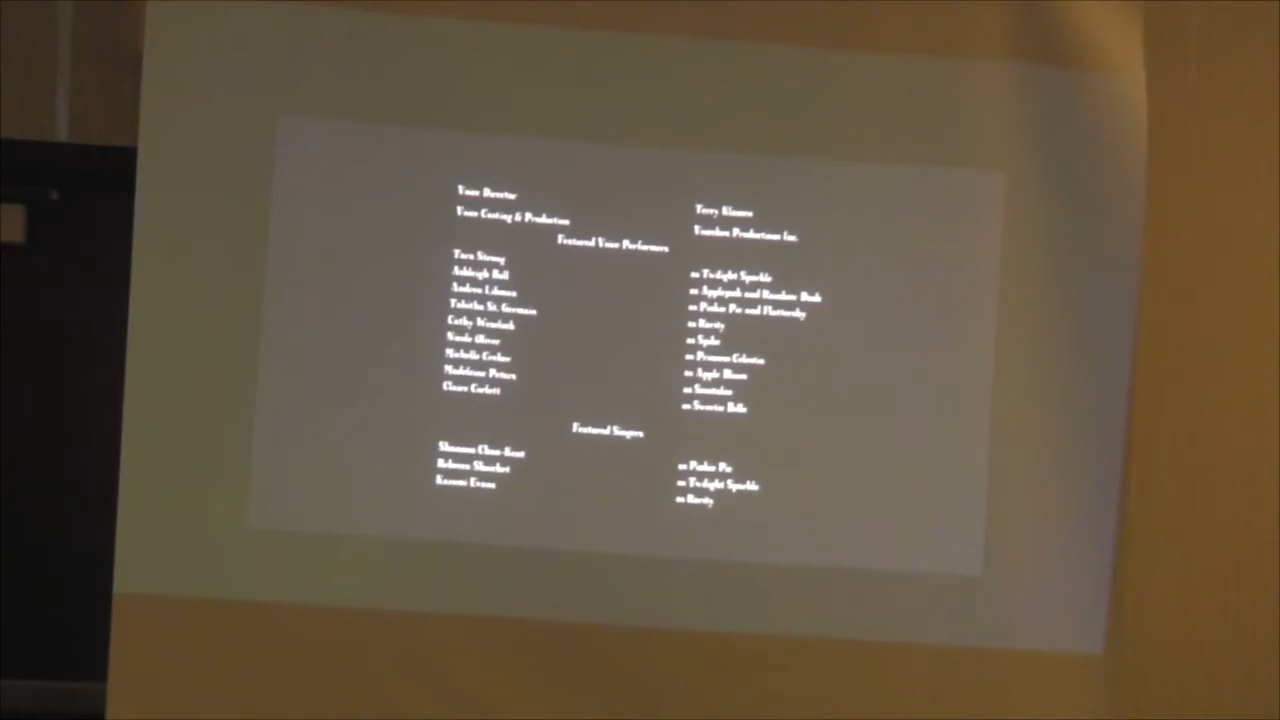 Voice Director Terry Klassen
Voice Casting & Production Voicebox Productions Inc.
Featured Voice Performers
Tara Strong as Twilight Sparkle
Ashleigh Ball as Applejack and Rainbow Dash
Andrea Libman as Pinkie Pie and Fluttershy
Tabitha St. Germain as Rarity
Cathy Weseluck as Spike
Nicole Oliver as Princess Celestia
Michelle Creber as Apple Bloom
Madeleine Peters as Scootaloo
Claire Corlett as Sweetie Belle
Featured Singers
Shannon Chan-Kent as Pinkie Pie
Rebecca Shoichet as Twilight Sparkle
Kazumi Evans as Rarity